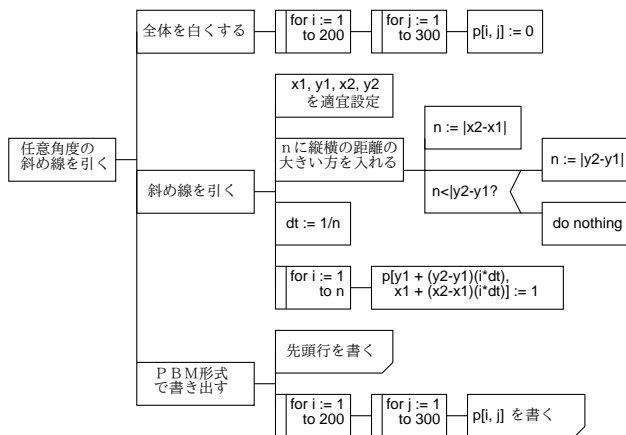 全体を白くする
for i := 1
to 200
for j := 1
to 300
p[i, j] := 0
x1, y1, x2, y2
を適宜設定
任意角度の
斜め線を引く
斜め線を引く
nに縦横の距離の
大きい方を入れる
n := |x2-x1|
n<|y2-y1?
n := |y2-y1|
do nothing
dt := 1/n
for i := 1
to n
p[y1 + (y2-y1)(i*dt),
x1 + (x2-x1)(i*dt)] := 1
PBM形式
で書き出す
先頭行を書く
for i := 1
to 200
for j := 1
to 300
p[i, j] を書く